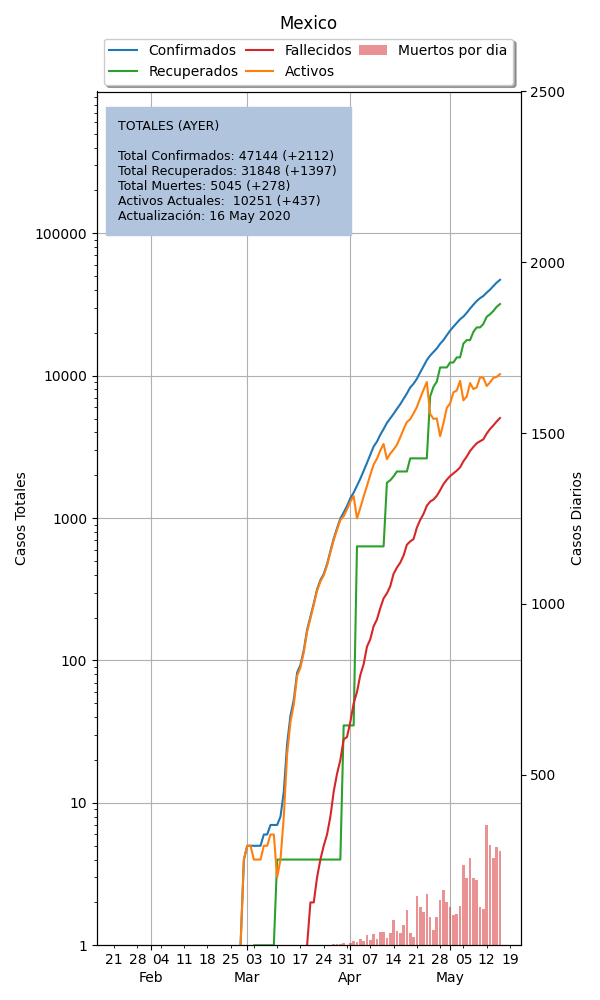 Mexico
Confirmados Fallecidos Muertos por dia
Recuperados Activos
TOTALES (AYER)
Total Confirmados: 47144 (+2112)
Total Recuperados: 31848 (+1397)
Total Muertes: 5045 (+278)
Activos Actuales:  10251 (+437)
Actualización: 16 May 2020
Casos Totales
100000
10000
1000
100
10
1
2500
2000
1500
1000
500
Casos Diarios
21 28 04 11 18 25 03 10 17 24 31 07 14 21 28 05 12 19
Feb Mar Apr May